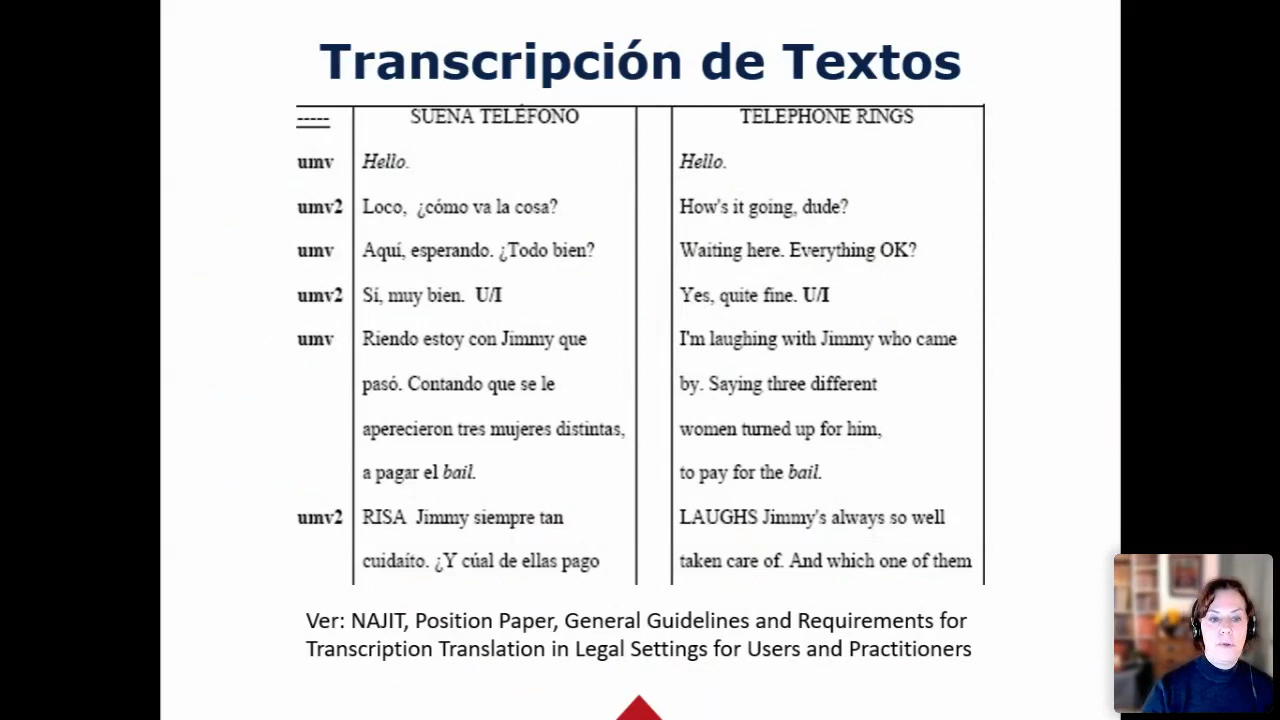 Transcripción de Textos
----- SUENA TELÉFONO TELEPHONE RINGS
umv Hello. Hello.
umv2 Loco, ¿cómo va la cosa? How's it going, dude?
umv Aquí, esperando. ¿Todo bien? Waiting here. Everything OK?
umv2 Sí, muy bien. U/I Yes, quite fine. U/I
umv Riendo estoy con Jimmy que I'm laughing with Jimmy who came
pasó. Contando que se le by. Saying three different
aperecieron tres mujeres distintas, women turned up for him,
a pagar el bail. to pay for the bail.
umv2 RISA Jimmy siempre tan LAUGHS Jimmy's always so well
cuidaíto. ¿Y cúal de ellas pago taken care of. And which one of them
Ver: NAJIT, Position Paper, General Guidelines and Requirements for
Transcription Translation in Legal Settings for Users and Practitioners